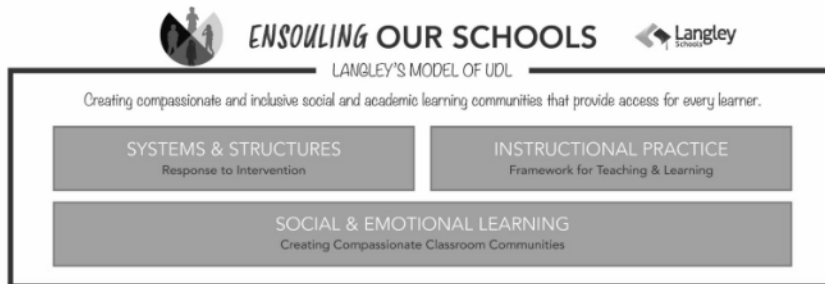 ENSOULING OUR SCHOOLS
Langley
Schools
LANGLEY'S MODEL OF UDL
Creating compassionate and inclusive social and academic learning communities that provide access for every learner.
SYSTEMS & STRUCTURES
Response to Intervention
INSTRUCTIONAL PRACTICE
Framework for Teaching & Learning
SOCIAL & EMOTIONAL LEARNING
Creating Compassionate Classroom Communities